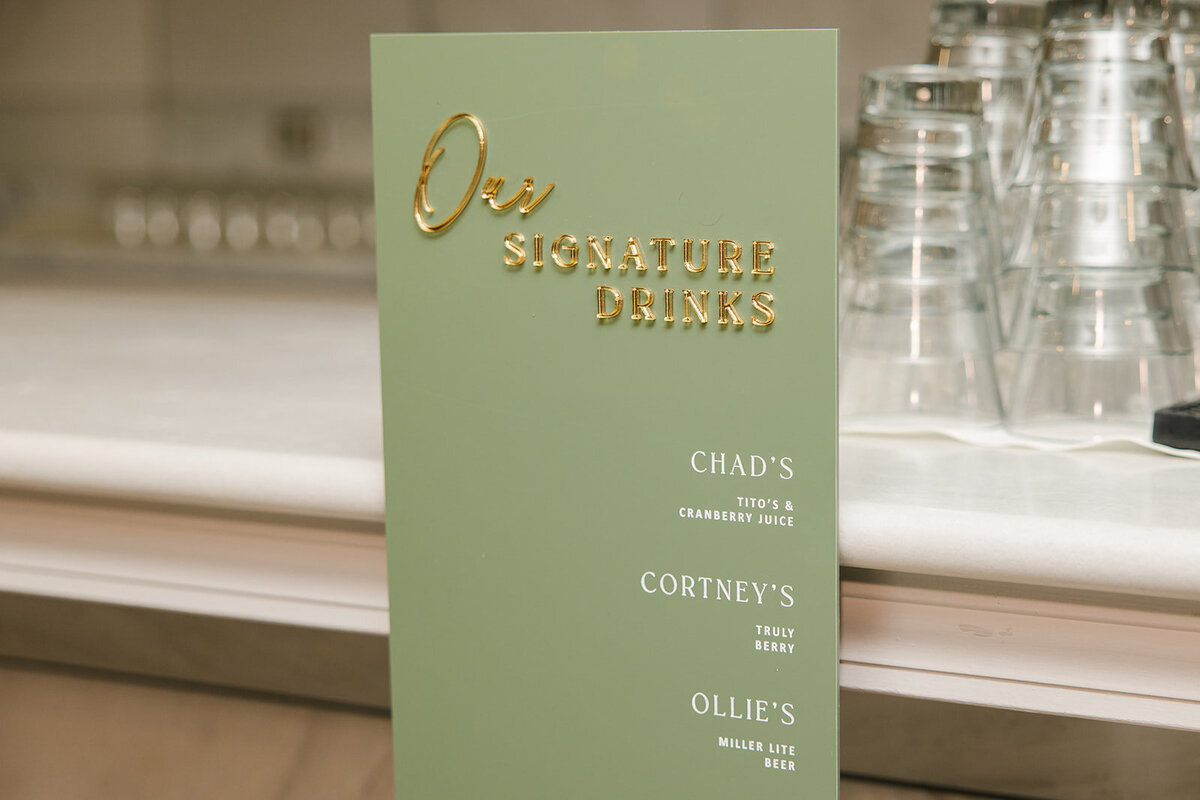 Our
SIGNATURE
DRINKS
CHAD'S
TITO'S &
CRANBERRY JUICE
CORTNEY'S
TRULY
BERRY
OLLIE'S
MILLER LITE
BEER